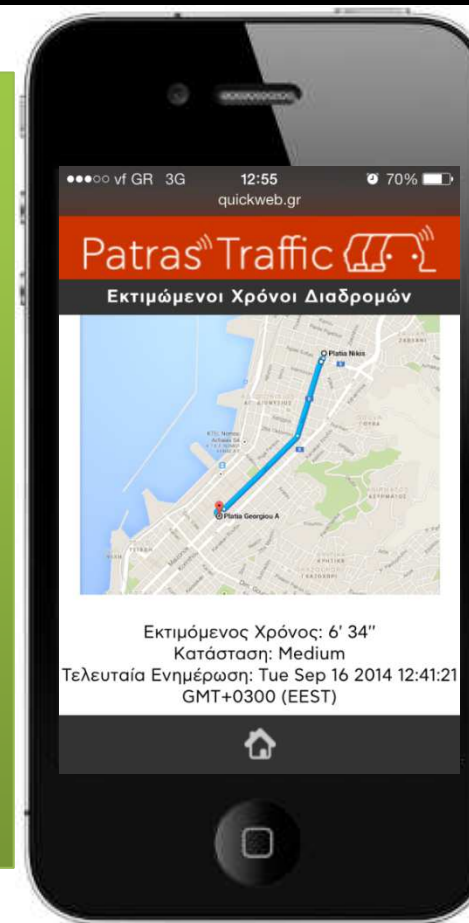 vf GR 3G 12:55 70%
quickweb.gr
Patras Traffic
Εκτιμώμενοι Χρόνοι Διαδρομών
Platia Nikis
Platia Georgiou A
Εκτιμόμενος Χρόνος: 6' 34''
Κατάσταση: Medium
Τελευταία Ενημέρωση: Tue Sep 16 2014 12:41:21
GMT+0300 (EEST)